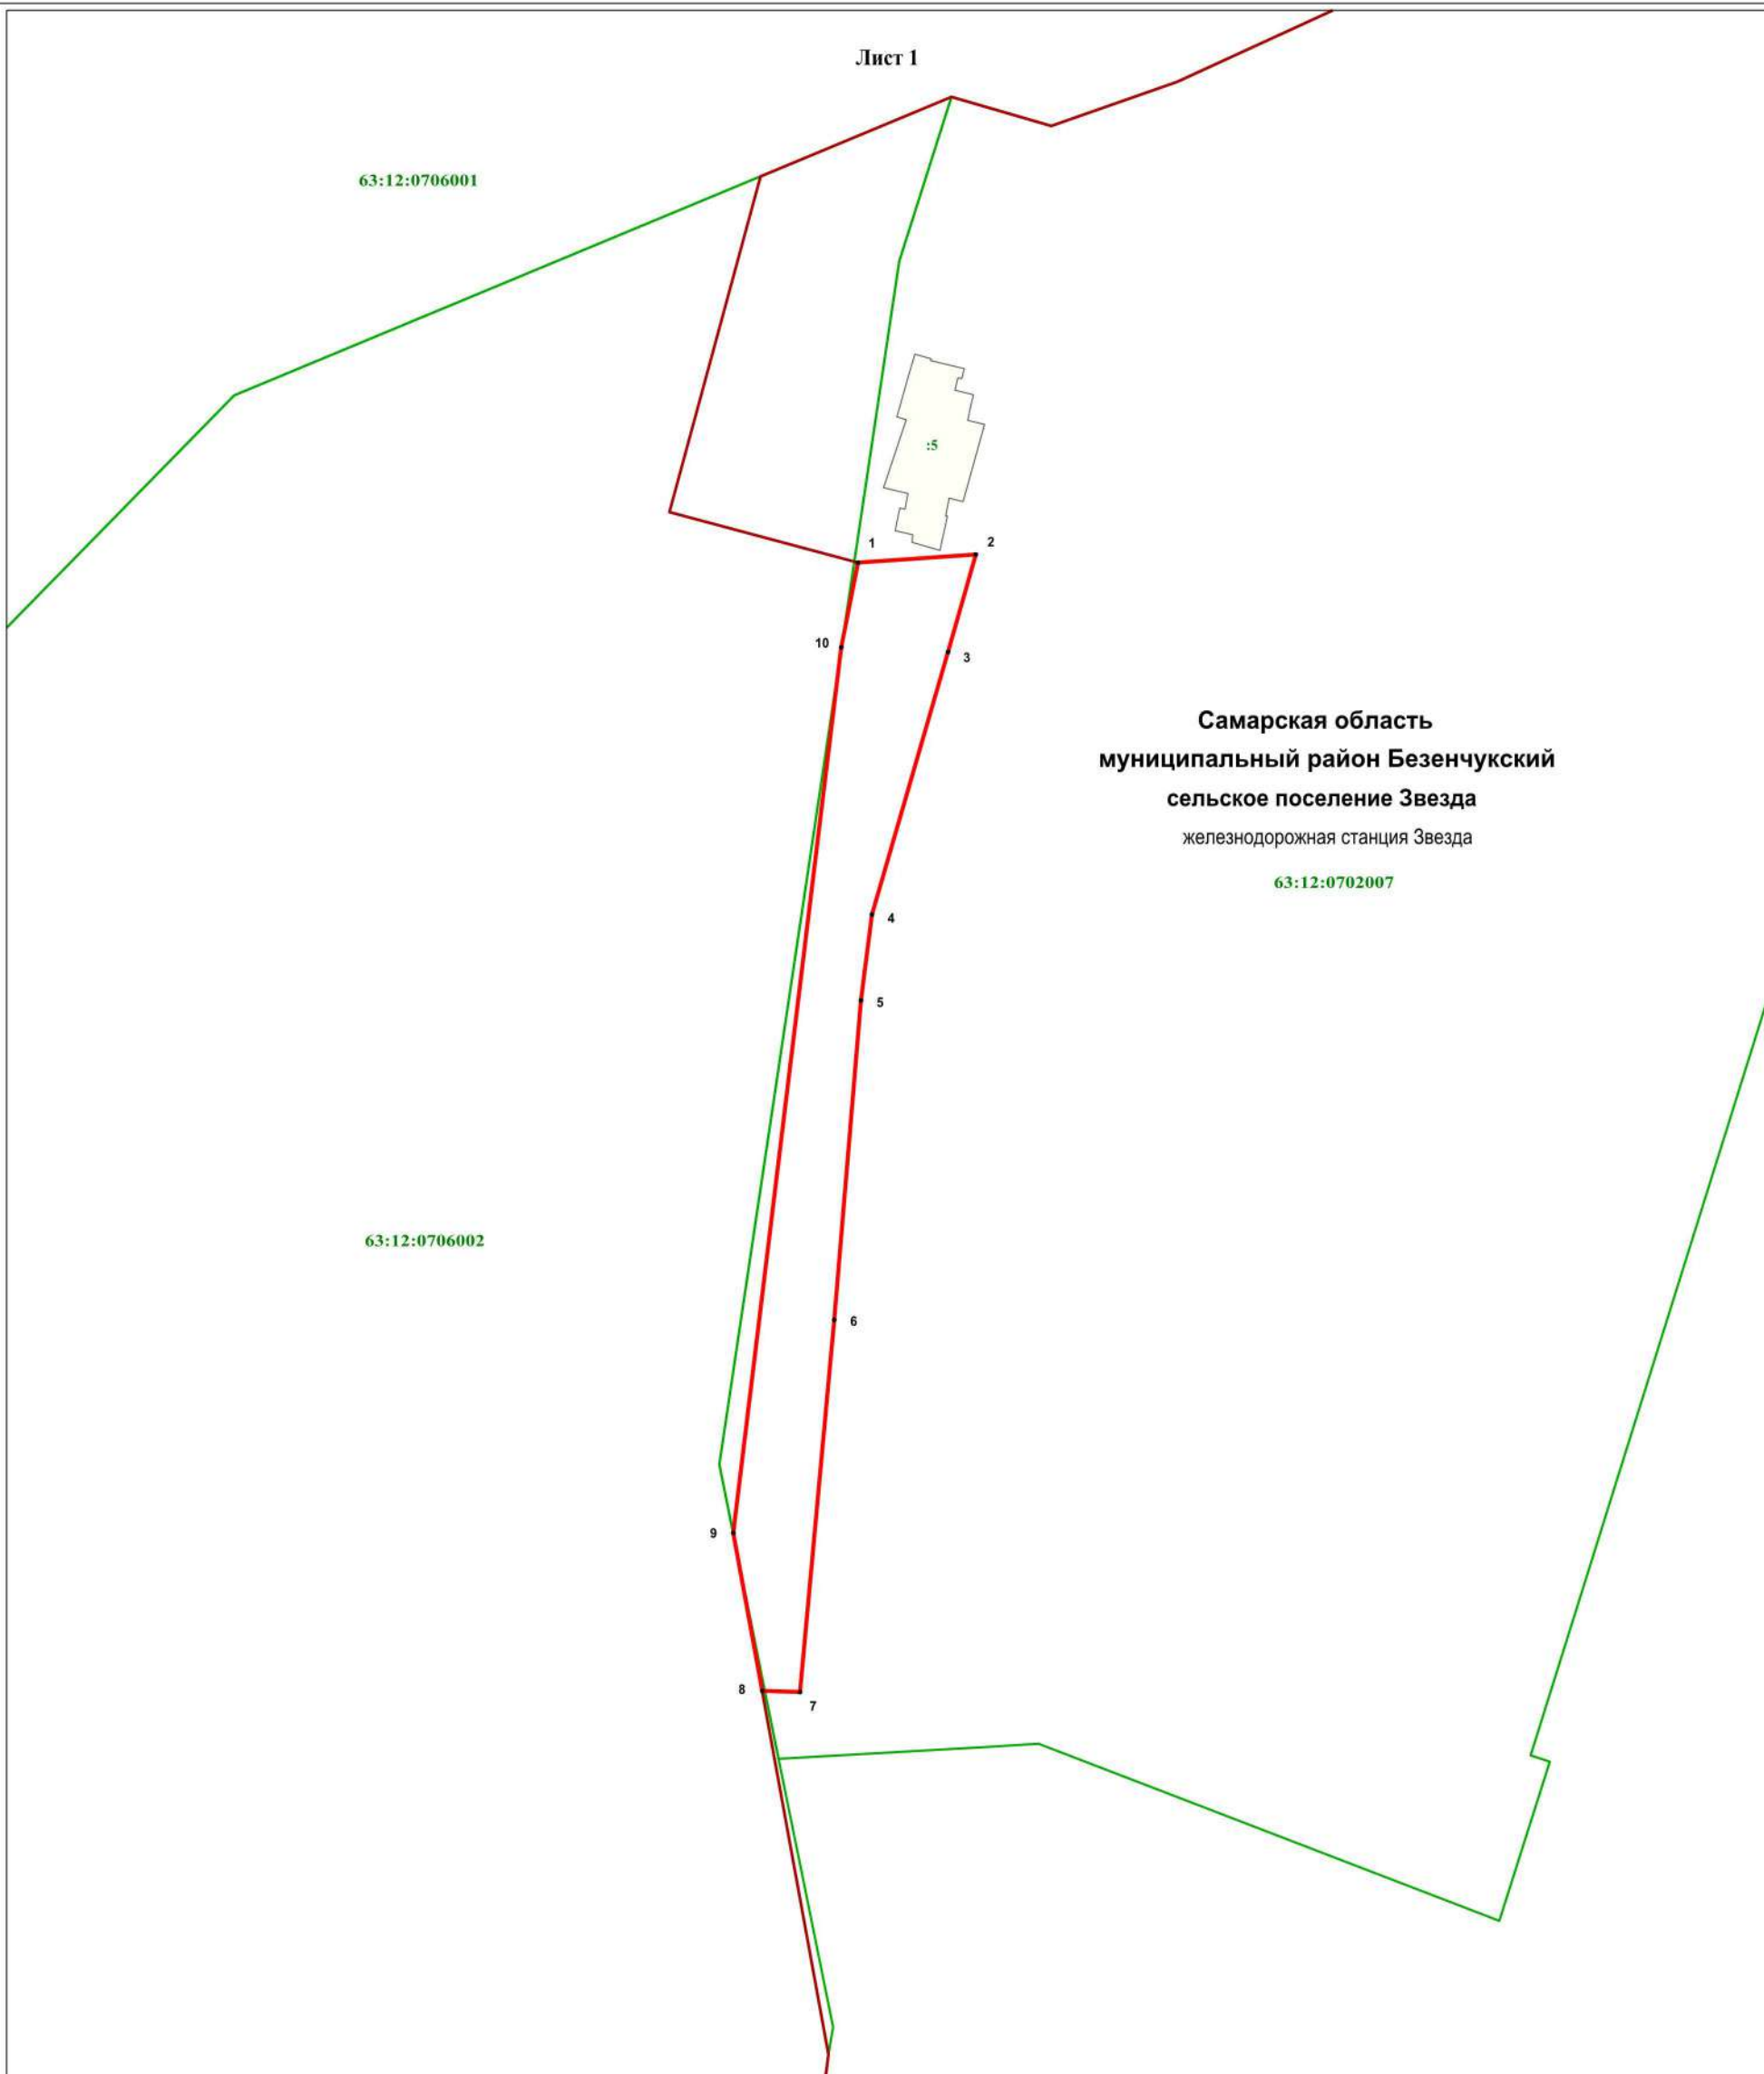 Лист 1
63:12:0706001
:5
1
2
10
3
Самарская область
муниципальный район Безенчукский
сельское поселение Звезда
железнодорожная станция Звезда
63:12:0702007
4
5
63:12:0706002
6
9
8
7